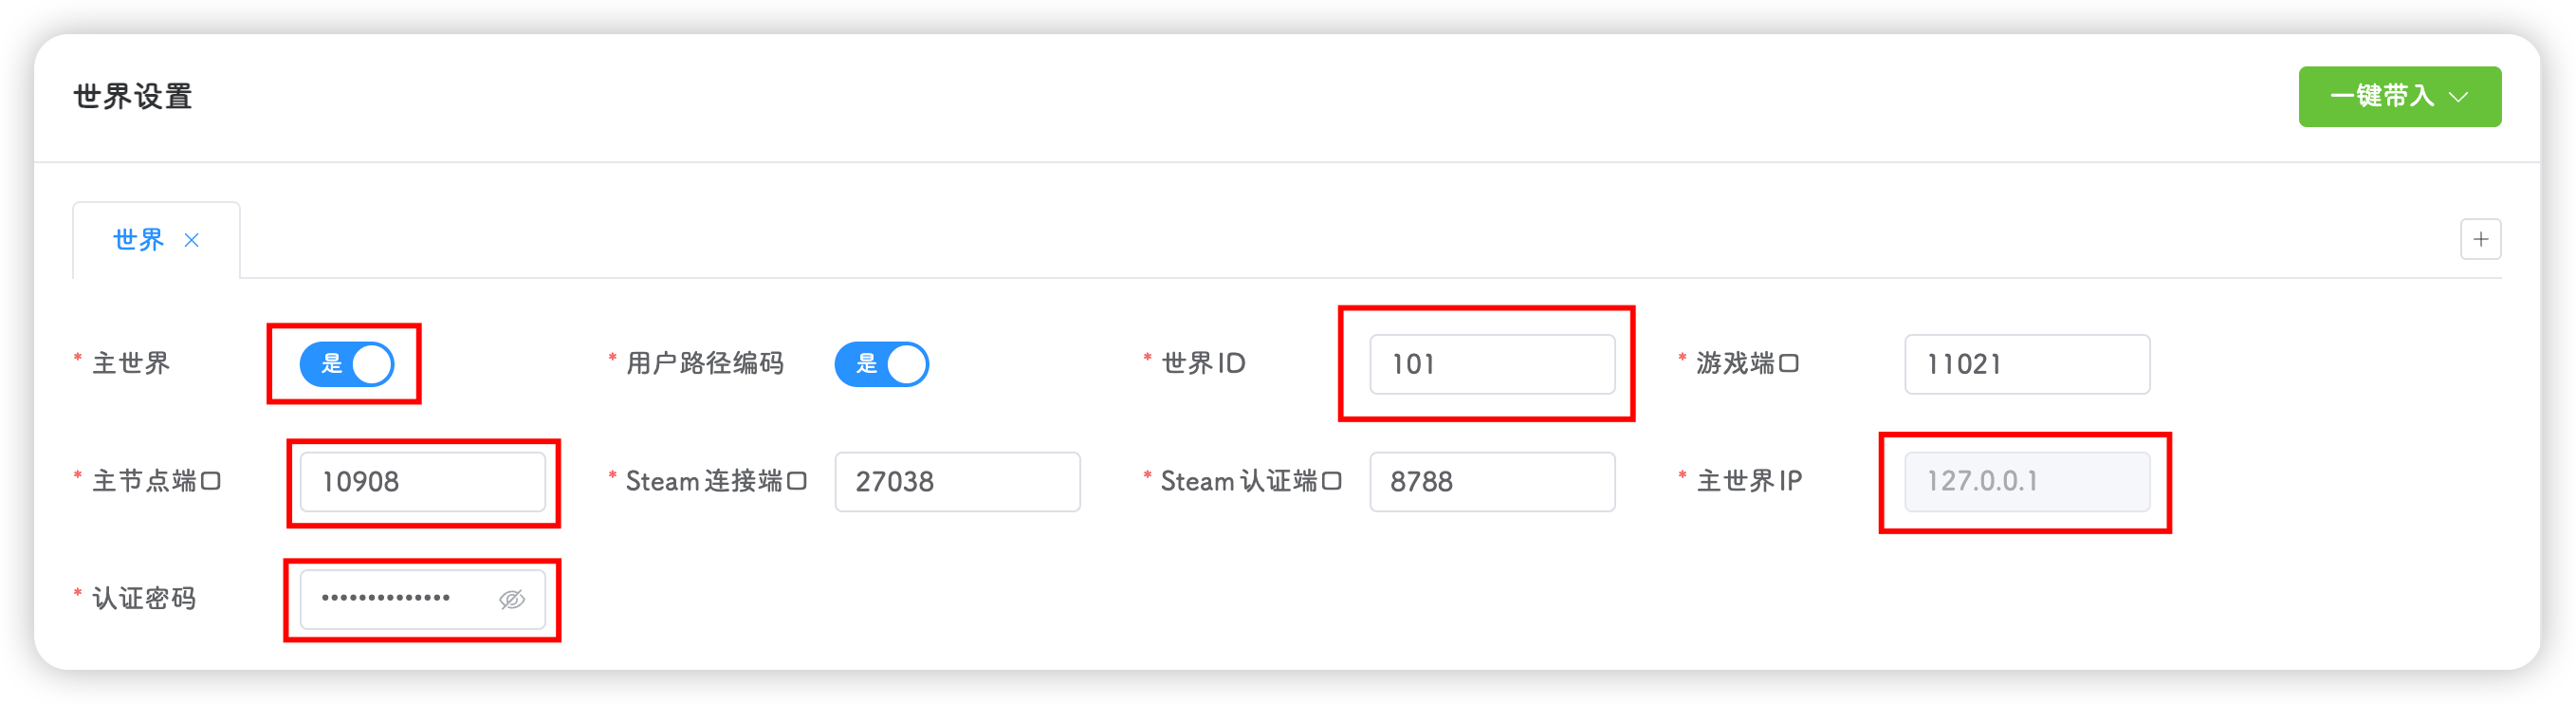 世界设置
一键带入
世界
* 主世界 是 * 用户路径编码 是 * 世界ID 101 * 游戏端口 11021
* 主节点端口 10908 * Steam 连接端口 27038 * Steam 认证端口 8788 * 主世界IP 127.0.0.1
* 认证密码 ••••••••••••••